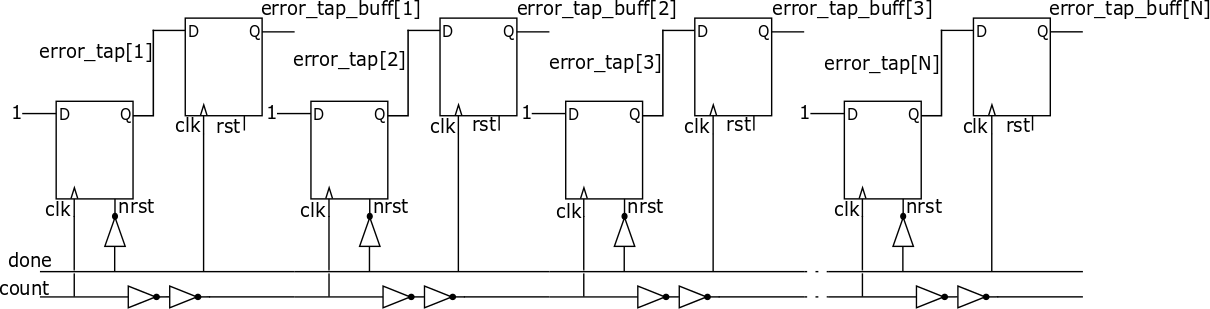 error_tap_buff[1] error_tap_buff[2] error_tap_buff[3] error_tap_buff[N]
D Q D Q D Q D Q
error_tap[1] error_tap[2] error_tap[3] error_tap[N]
1 D Q 1 D Q 1 D Q 1 D Q
clk rst clk rst clk rst clk rst
clk nrst clk nrst clk nrst clk nrst
done
count